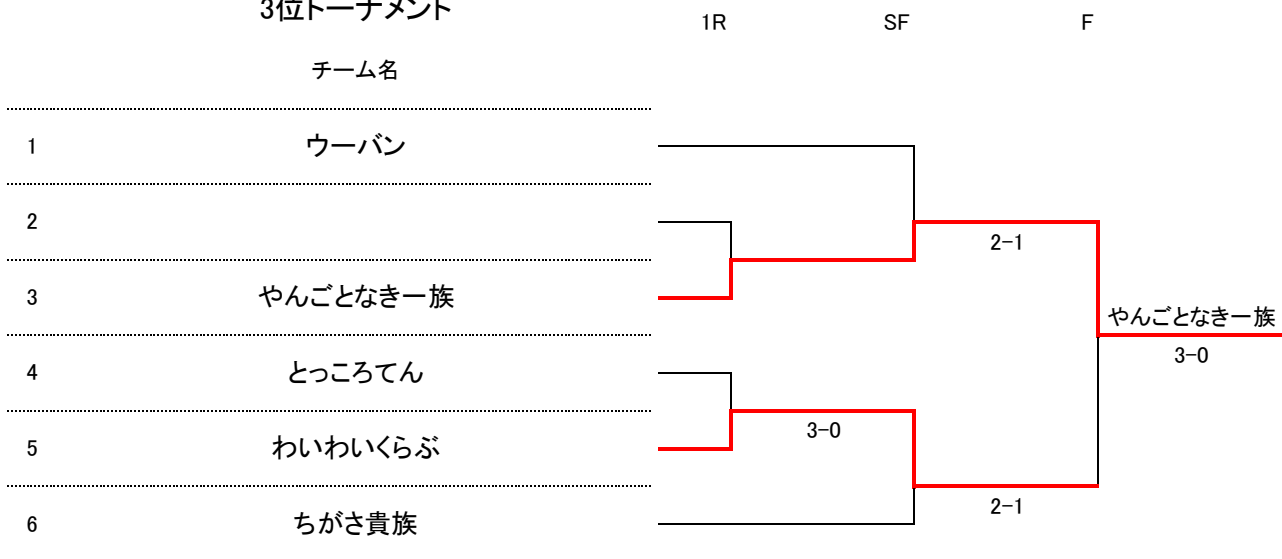 3位トーナメント
1R SF F
チーム名
1 ウーバン
2
2-1
3 やんごとなき一族
やんごとなき一族
3-0
4 とっころてん
3-0
5 わいわいくらぶ
2-1
6 ちがさ貴族